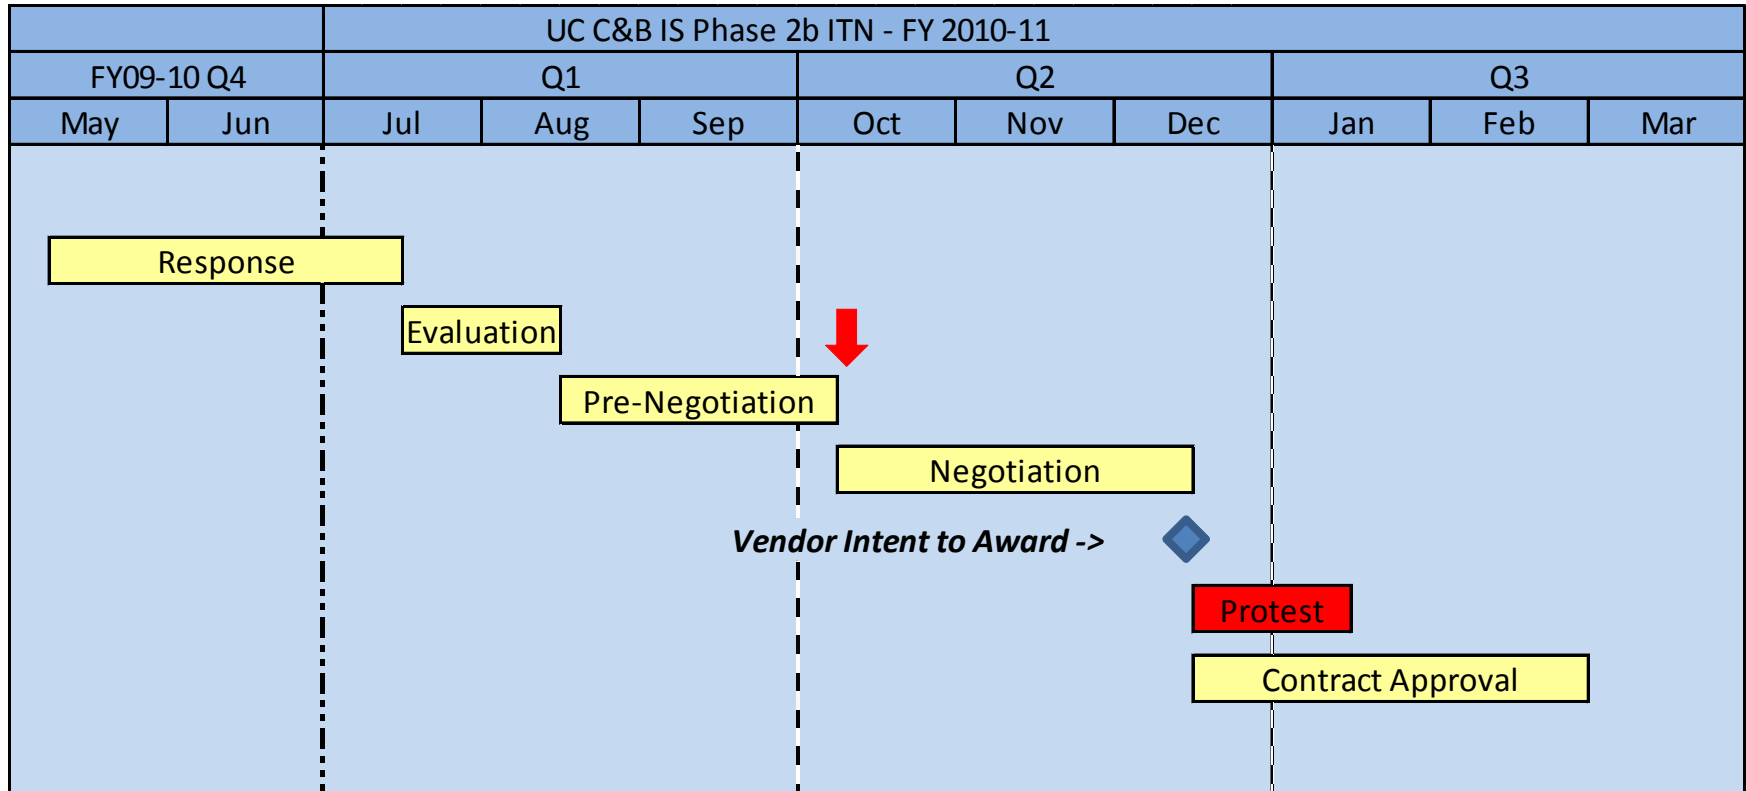 UC C&B IS Phase 2b ITN - FY 2010-11
FY09-10 Q4 Q1 Q2 Q3
May Jun Jul Aug Sep Oct Nov Dec Jan Feb Mar
Response
Evaluation
Pre-Negotiation
Negotiation
Vendor Intent to Award ->
Protest
Contract Approval